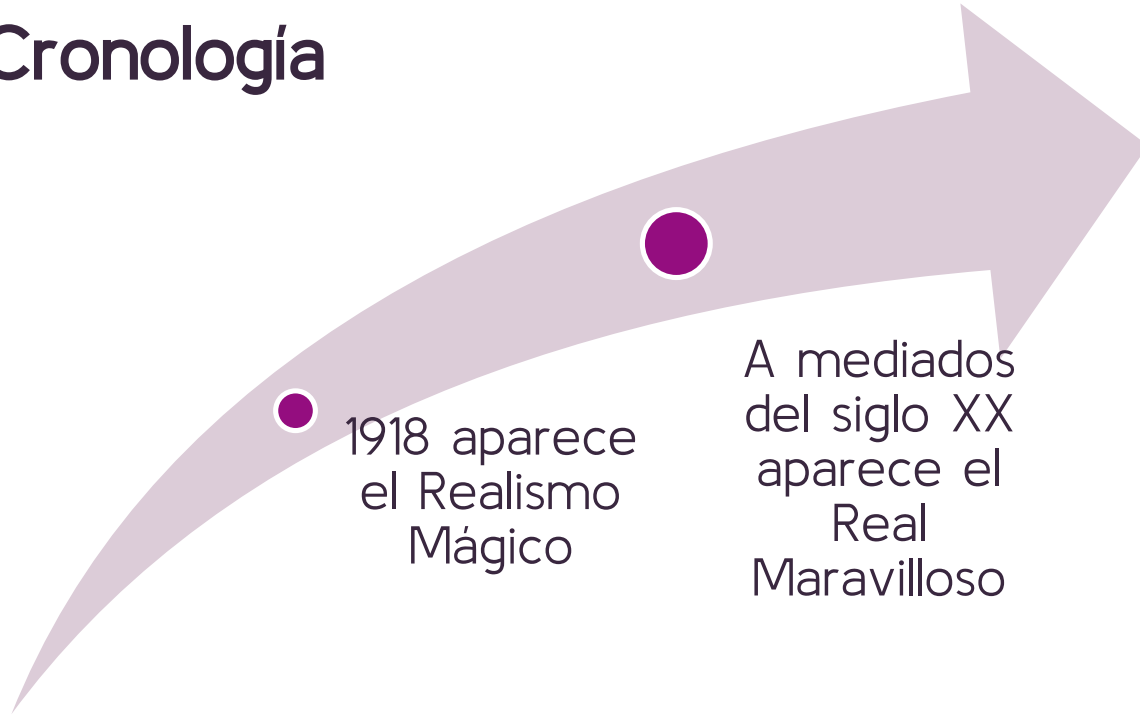 Cronología
1918 aparece
el Realismo
Mágico
A mediados
del siglo XX
aparece el
Real
Maravilloso